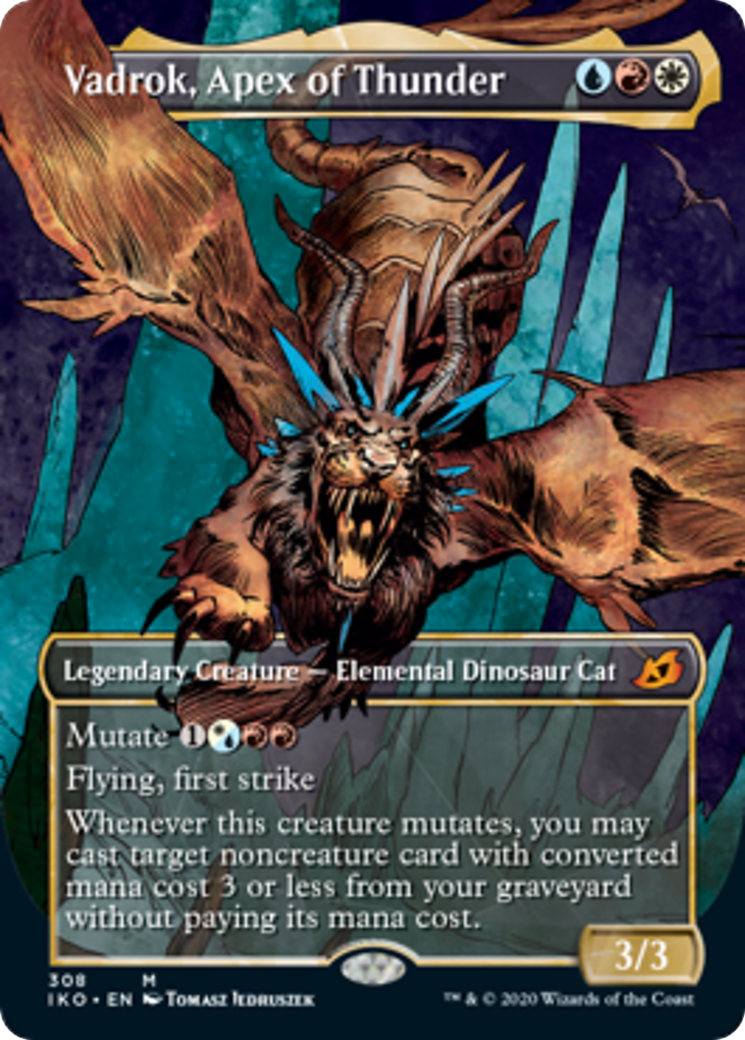 Vadrok, Apex of Thunder
Legendary Creature — Elemental Dinosaur Cat
Mutate 1
Flying, first strike
Whenever this creature mutates, you may
cast target noncreature card with converted
mana cost 3 or less from your graveyard
without paying its mana cost.
3/3
308 M
IKO • EN Tomasz Jedruszek
™ & © 2020 Wizards of the Coast